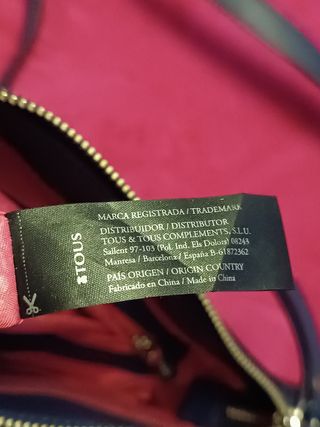 TOUS
MARCA REGISTRADA / TRADEMARK
DISTRIBUIDOR / DISTRIBUTOR
TOUS & TOUS COMPLEMENTS, S.L.U.
Sallent 97-103 (Pol. Ind. Els Dolors) 08243
Manresa / Barcelona / España B-61872362
PAÍS ORIGEN / ORIGIN COUNTRY
Fabricado en China / Made in China